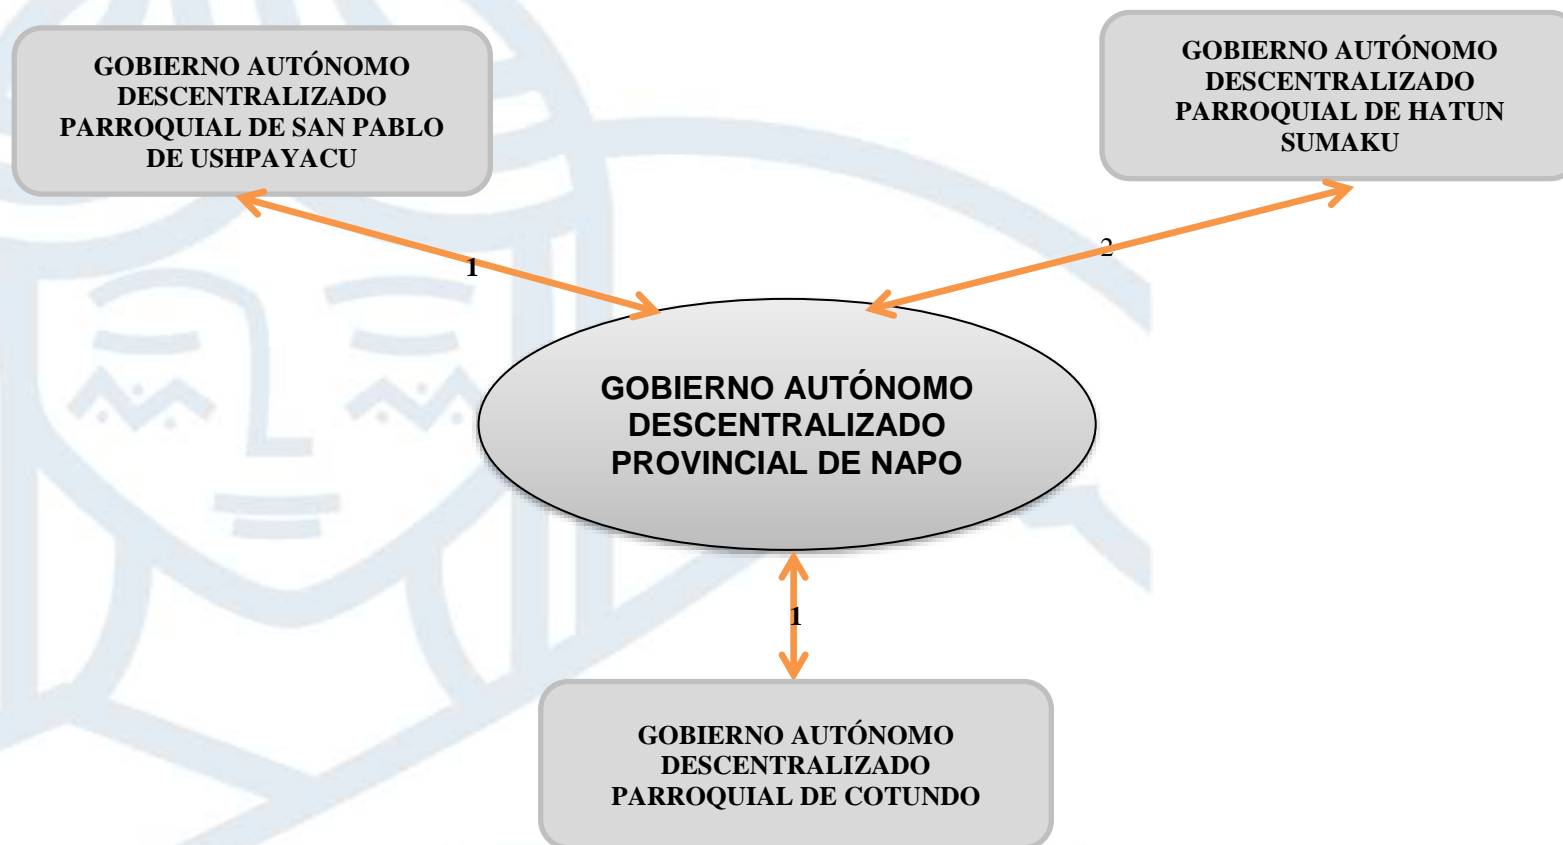 GOBIERNO AUTÓNOMO
DESCENTRALIZADO
PARROQUIAL DE SAN PABLO
DE USHPAYACU
GOBIERNO AUTÓNOMO
DESCENTRALIZADO
PARROQUIAL DE HATUN
SUMAKU
1
2
GOBIERNO AUTÓNOMO
DESCENTRALIZADO
PROVINCIAL DE NAPO
1
GOBIERNO AUTÓNOMO
DESCENTRALIZADO
PARROQUIAL DE COTUNDO